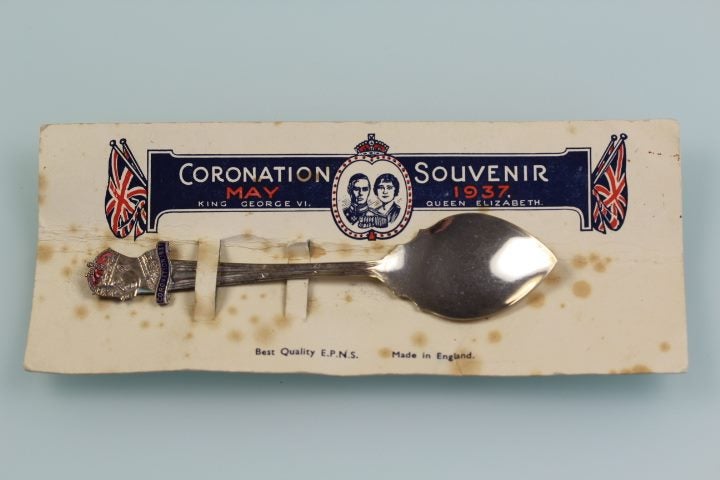 CORONATION SOUVENIR
MAY 1937.
KING GEORGE VI. QUEEN ELIZABETH.
Best Quality E.P.N.S. Made in England.